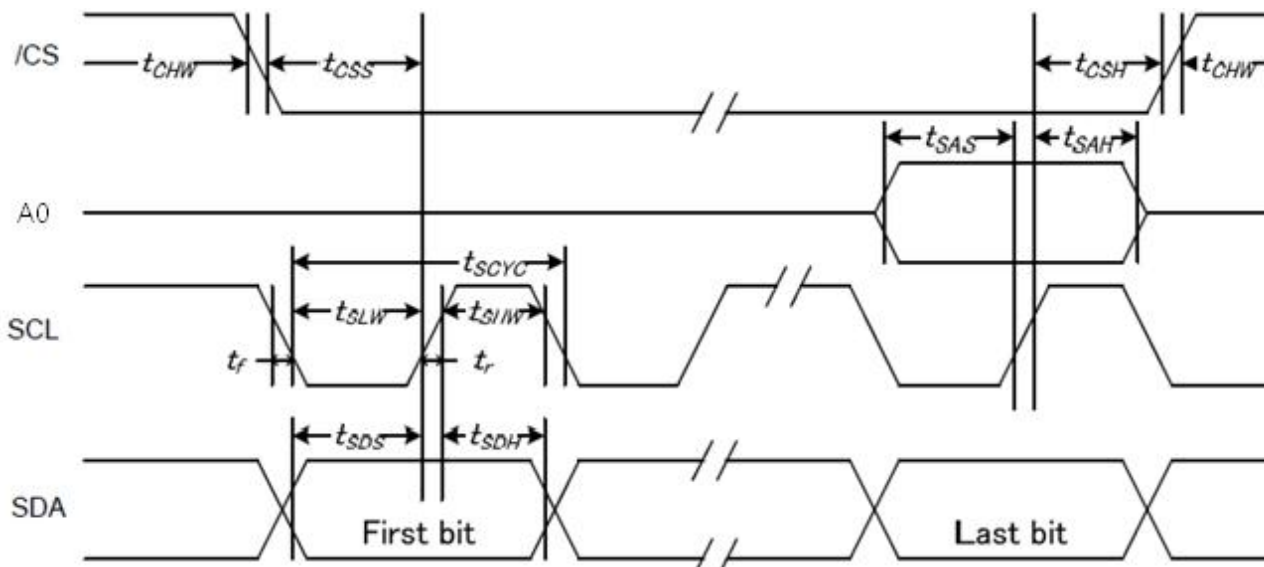 /CS
tCHW
tCSS
tCSH
tCHW
tSAS
tSAH
A0
tSCYC
SCL
tSLW
tSHW
tf
tr
tSDS
tSDH
SDA
First bit
Last bit